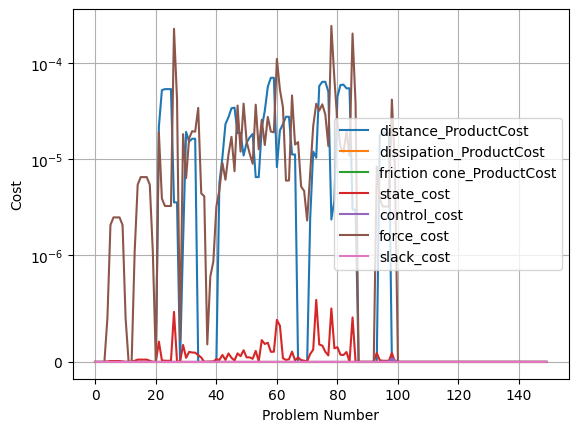 10⁻⁴
10⁻⁵
10⁻⁶
0
Cost
distance_ProductCost
dissipation_ProductCost
friction cone_ProductCost
state_cost
control_cost
force_cost
slack_cost
0 20 40 60 80 100 120 140
Problem Number